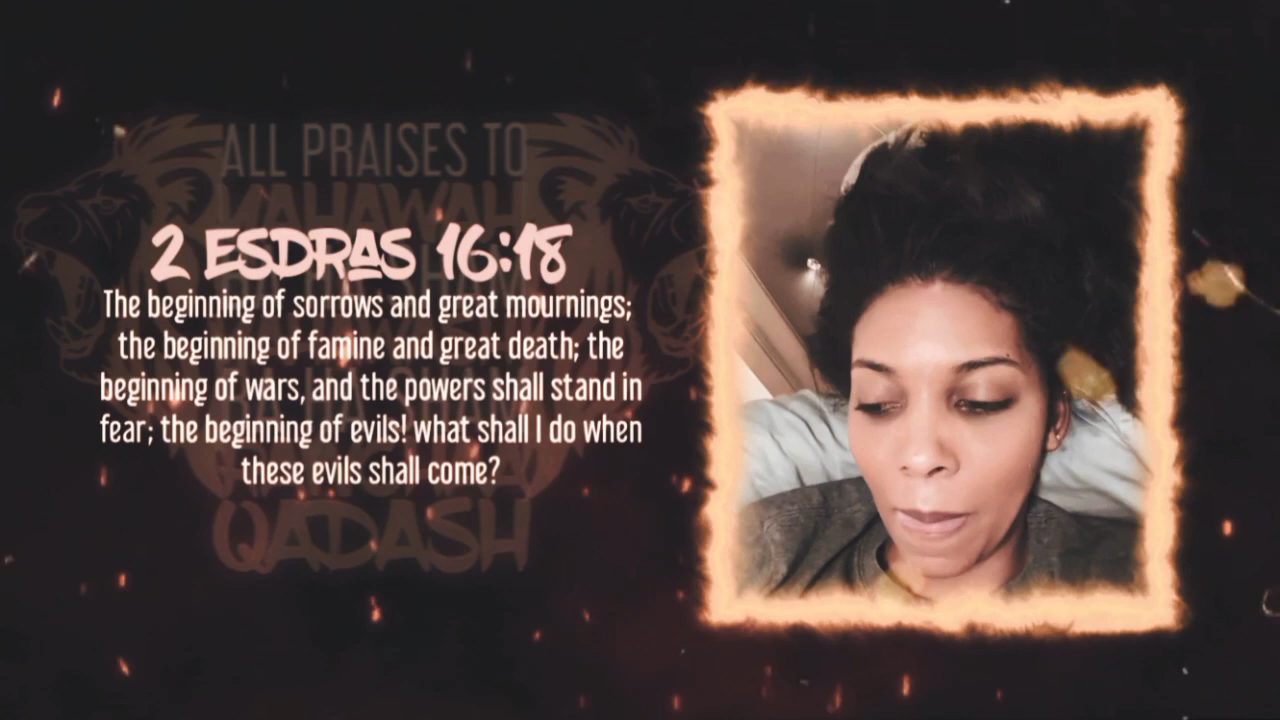 ALL PRAISES TO
YAHAWAH
2 ESDRAS 16:18
The beginning of sorrows and great mournings;
the beginning of famine and great death; the
beginning of wars, and the powers shall stand in
fear; the beginning of evils! what shall I do when
these evils shall come?
QADASH